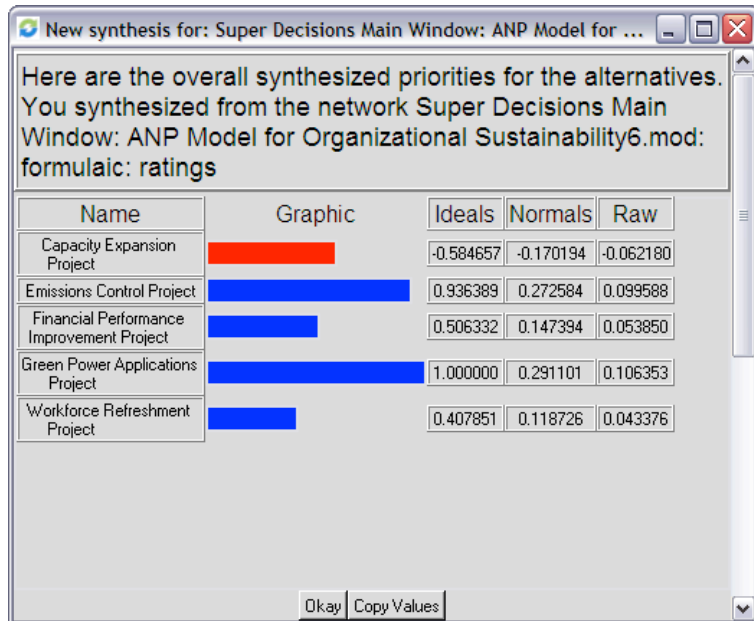 New synthesis for: Super Decisions Main Window: ANP Model for ...
Here are the overall synthesized priorities for the alternatives.
You synthesized from the network Super Decisions Main
Window: ANP Model for Organizational Sustainability6.mod:
formulaic: ratings
Name Graphic Ideals Normals Raw
Capacity Expansion
Project
-0.584657 -0.170194 -0.062180
Emissions Control Project 0.936389 0.272584 0.099588
Financial Performance
Improvement Project
0.506332 0.147394 0.053850
Green Power Applications
Project
1.000000 0.291101 0.106353
Workforce Refreshment
Project
0.407851 0.118726 0.043376
Okay Copy Values